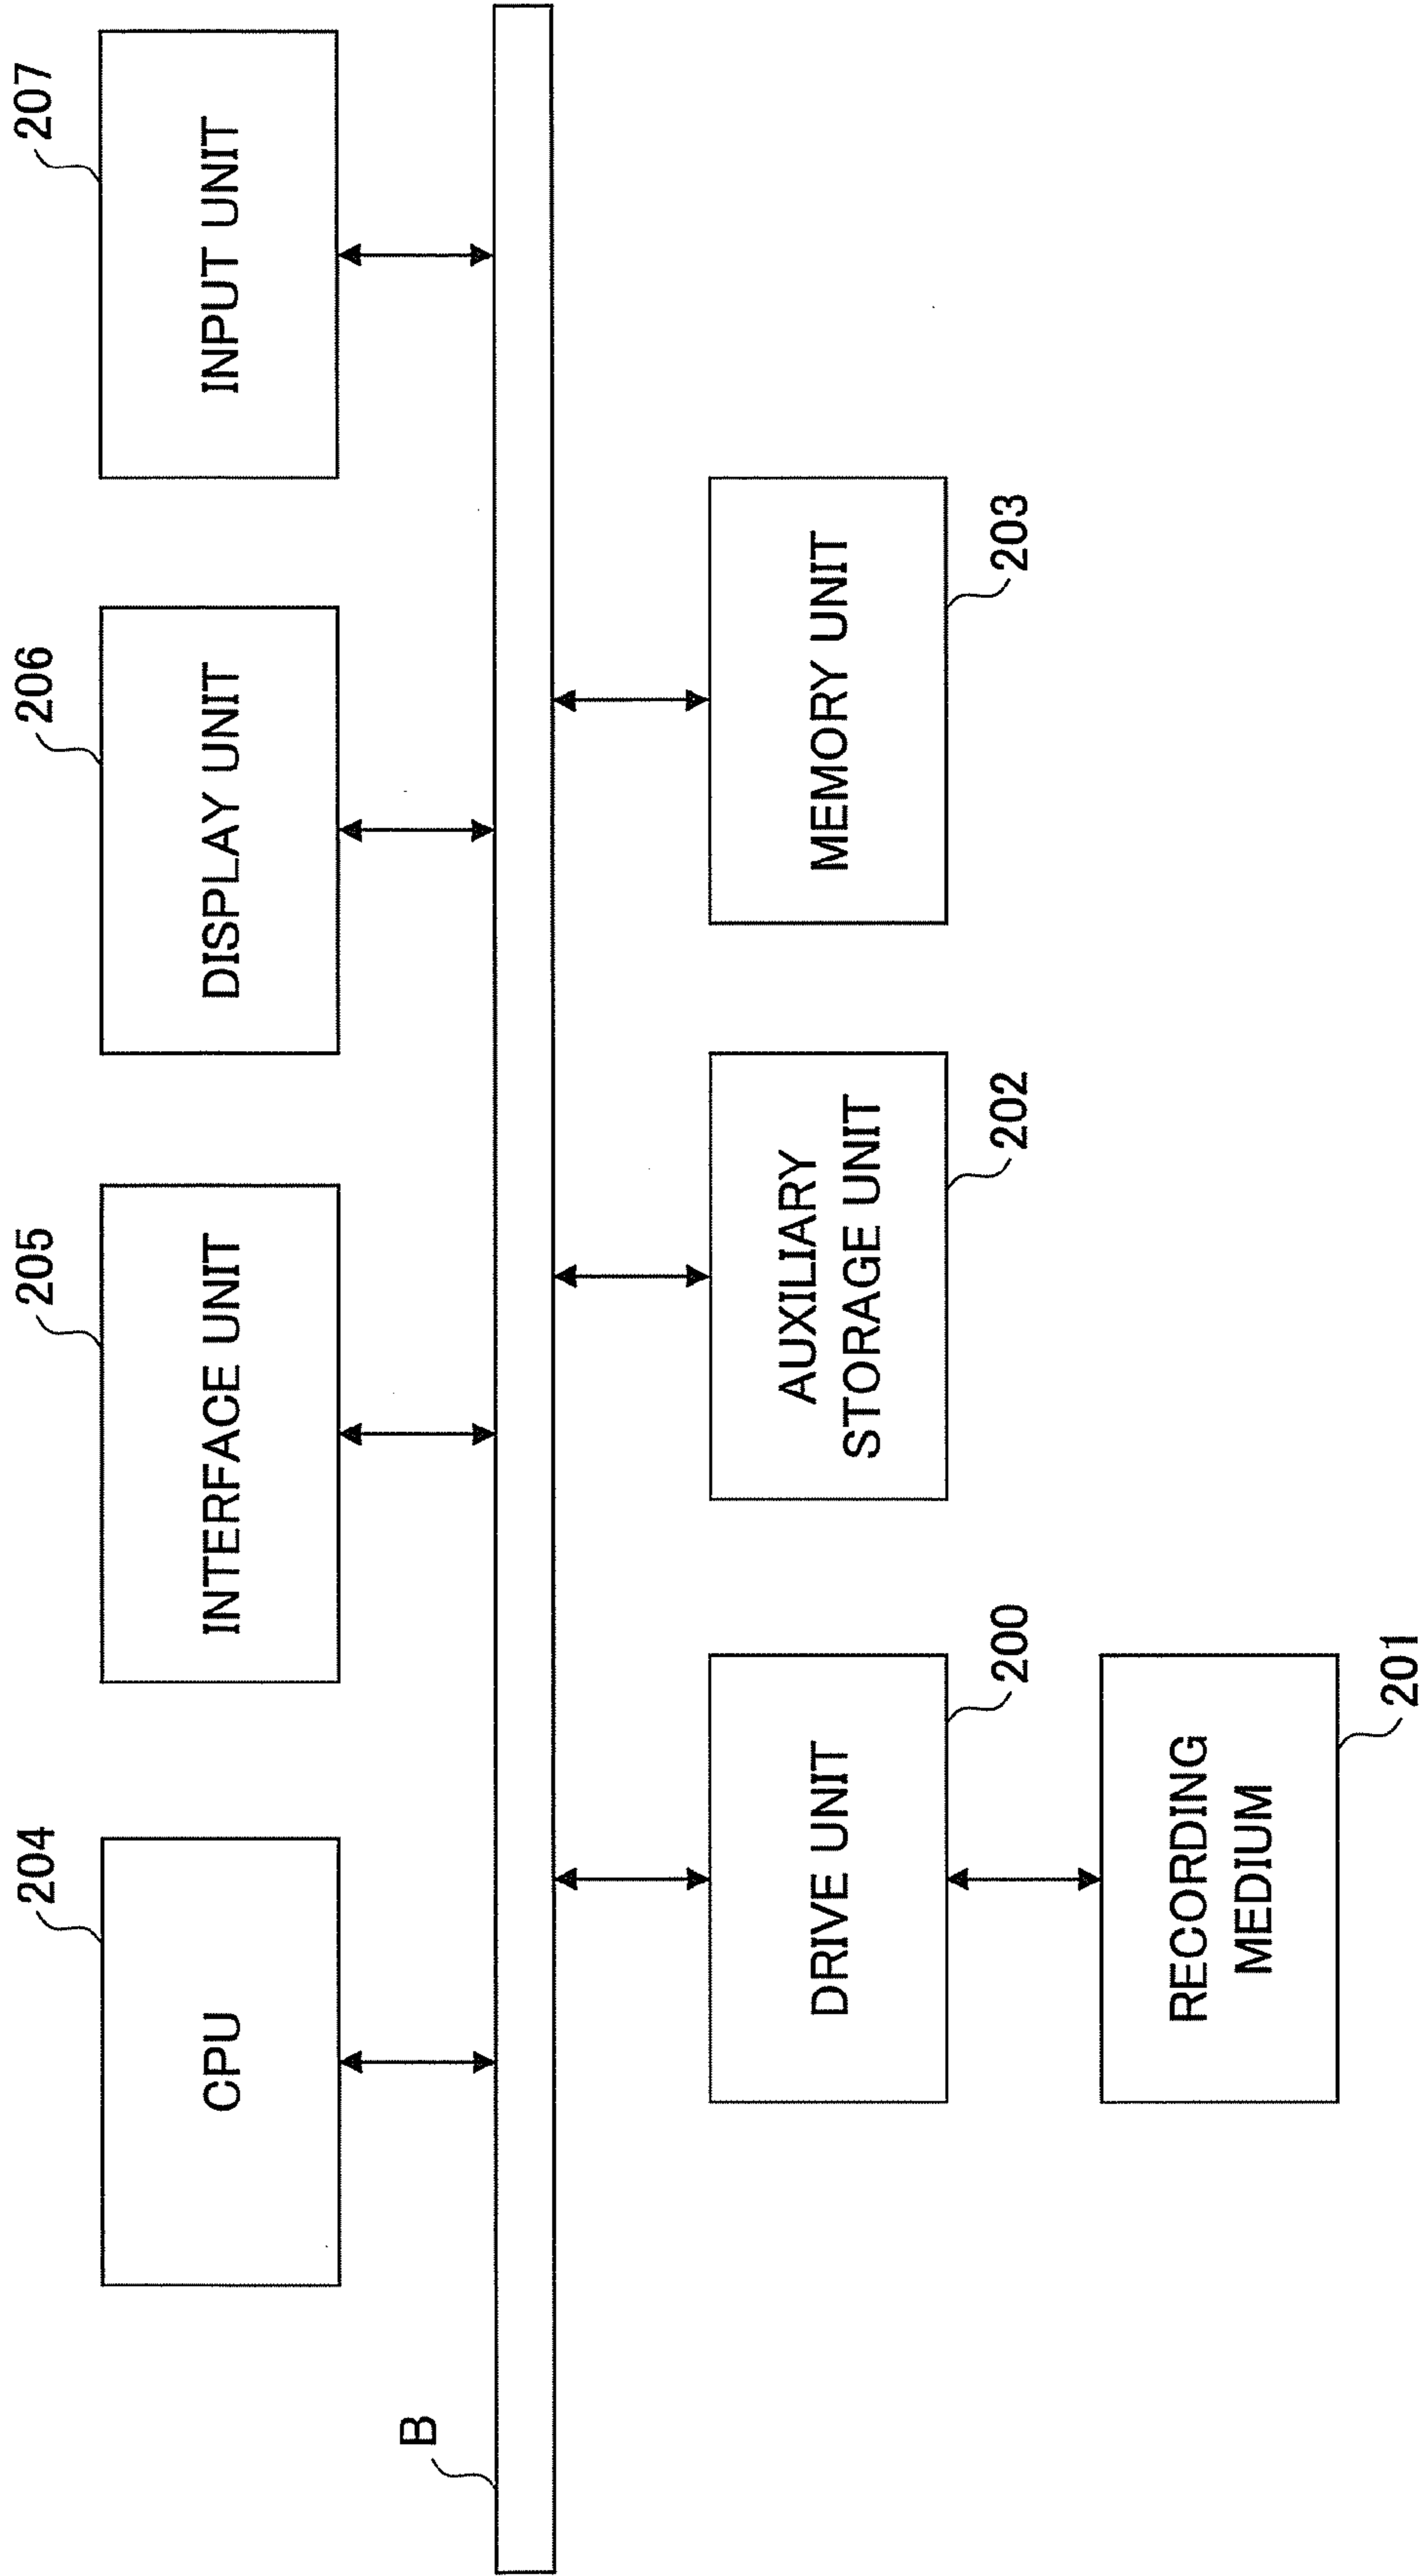 204
205
206
207
CPU
INTERFACE UNIT
DISPLAY UNIT
INPUT UNIT
B
DRIVE UNIT
AUXILIARY
STORAGE UNIT
MEMORY UNIT
200
202
203
RECORDING
MEDIUM
201